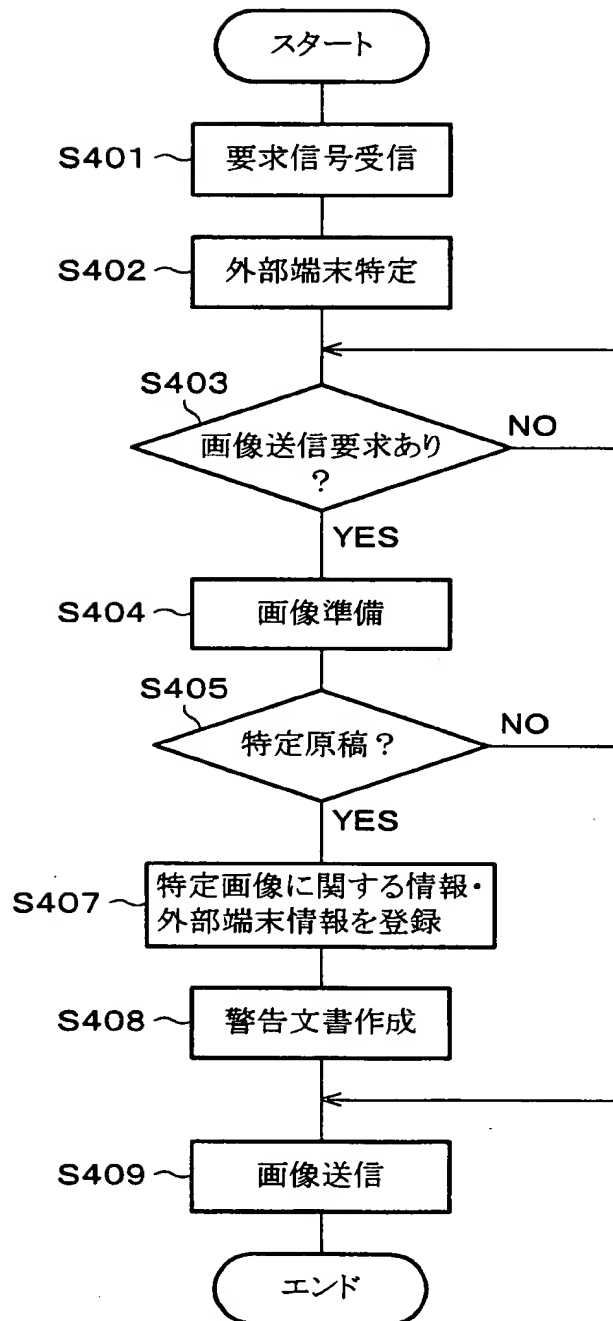 スタート
S401
要求信号受信
S402
外部端末特定
S403
画像送信要求あり
?
NO
YES
S404
画像準備
S405
特定原稿?
NO
YES
S407
特定画像に関する情報・
外部端末情報を登録
S408
警告文書作成
S409
画像送信
エンド